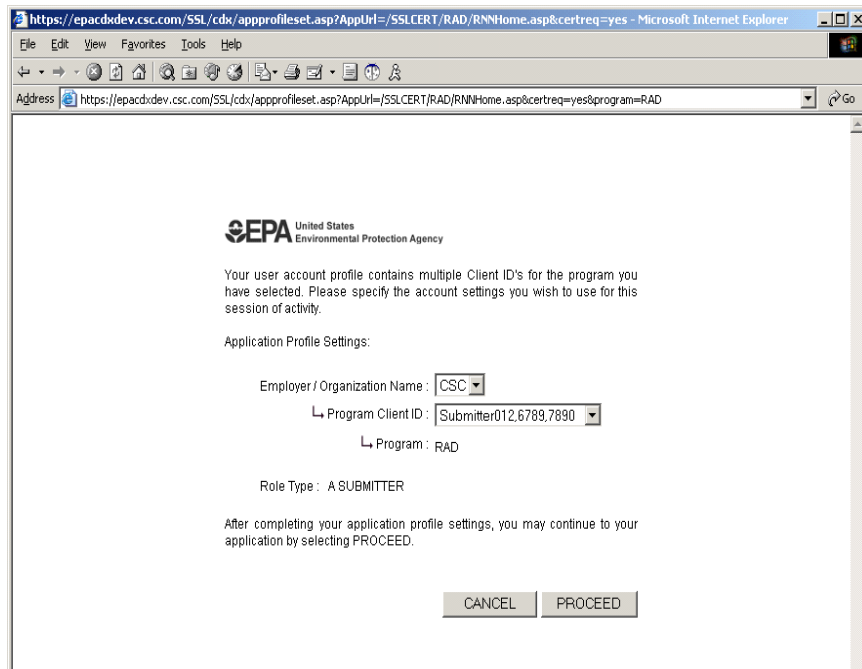 https://epacdxdev.csc.com/SSL/cdx/appprofileset.asp?AppUrl=/SSLCERT/RAD/RNNHome.asp&certreq=yes - Microsoft Internet Explorer
File Edit View Favorites Tools Help
Address https://epacdxdev.csc.com/SSL/cdx/appprofileset.asp?AppUrl=/SSLCERT/RAD/RNNHome.asp&certreq=yes&program=RAD Go
EPA United States
Environmental Protection Agency
Your user account profile contains multiple Client ID's for the program you
have selected. Please specify the account settings you wish to use for this
session of activity.
Application Profile Settings:
Employer / Organization Name : CSC
Program Client ID : Submitter012,6789,7890
Program : RAD
Role Type : A SUBMITTER
After completing your application profile settings, you may continue to your
application by selecting PROCEED.
CANCEL PROCEED